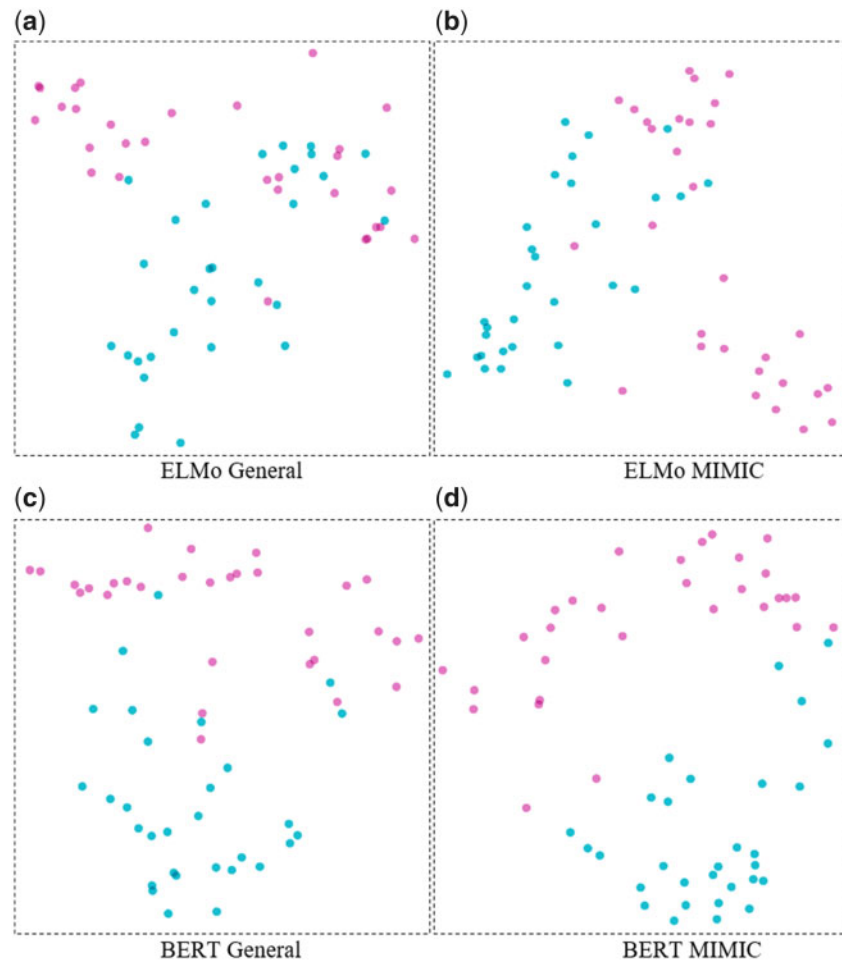 (a)
(b)
ELMo General
ELMo MIMIC
(c)
(d)
BERT General
BERT MIMIC